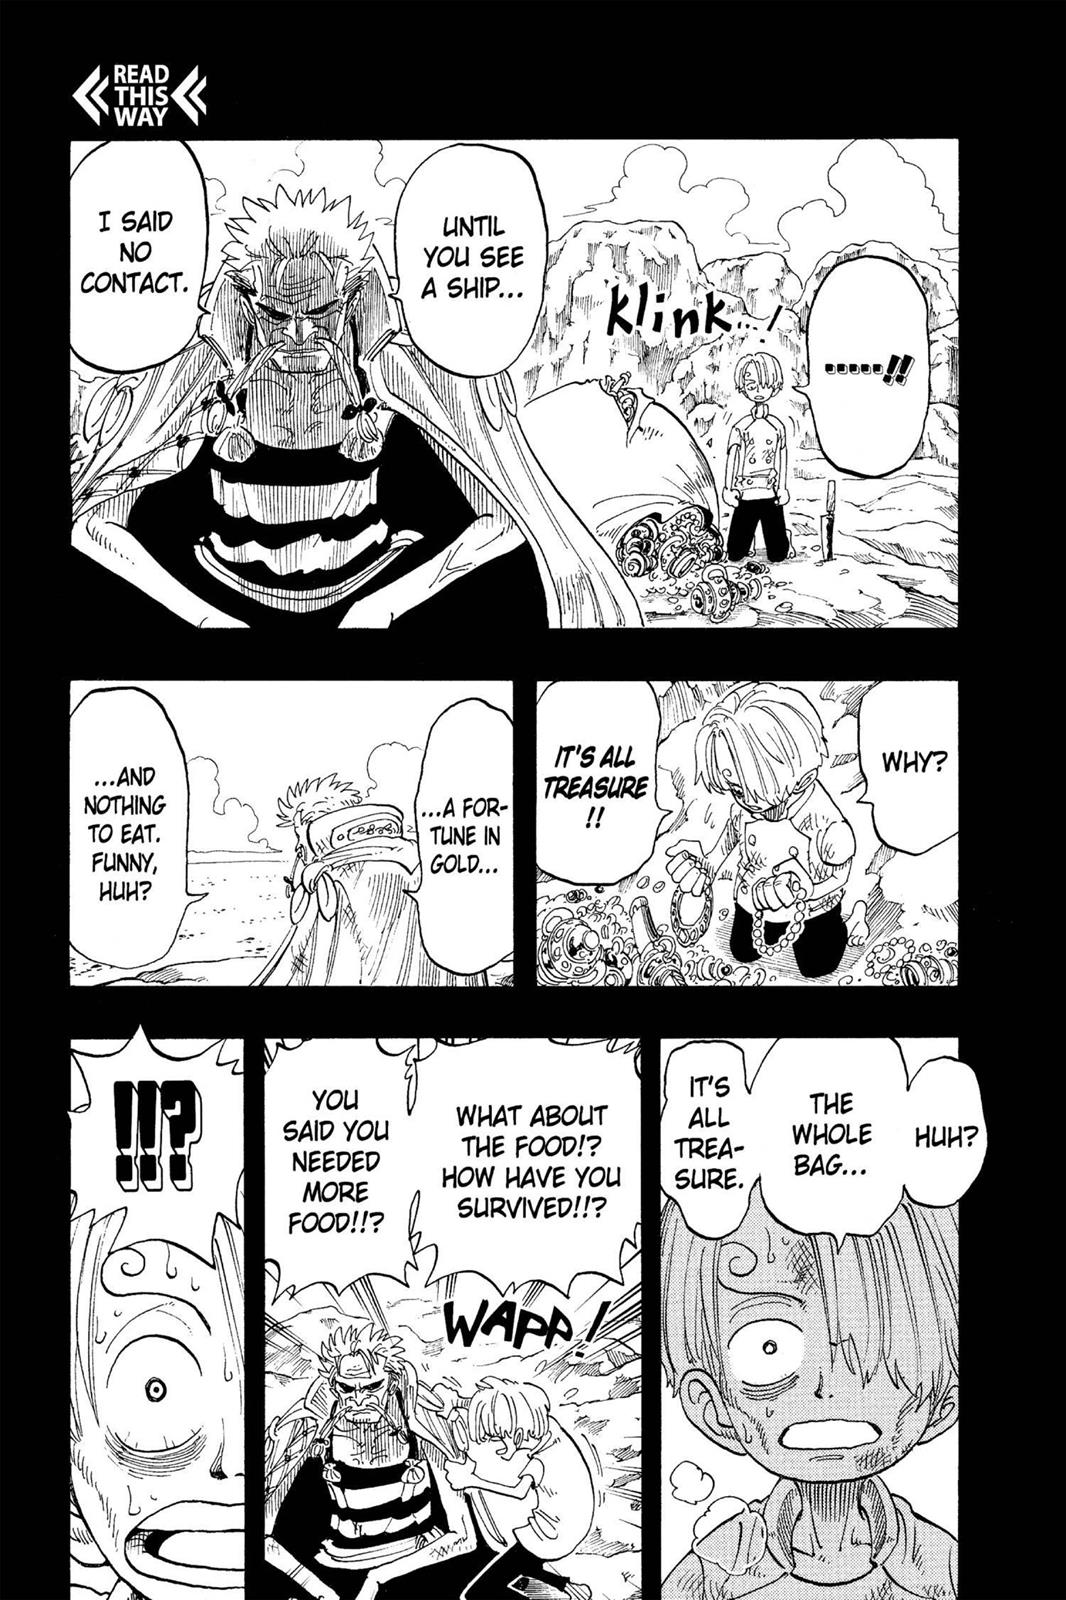 READ
THIS
WAY
.....!!
Klink...!
UNTIL
YOU SEE
A SHIP...
I SAID
NO
CONTACT.
WHY?
IT'S ALL
TREASURE
!!
...A FOR-
TUNE IN
GOLD...
...AND
NOTHING
TO EAT.
FUNNY,
HUH?
HUH?
THE
WHOLE
BAG...
IT'S
ALL
TREA-
SURE.
WHAT ABOUT
THE FOOD!?
HOW HAVE YOU
SURVIVED!!?
YOU
SAID YOU
NEEDED
MORE
FOOD!!?
WAPP!
!!?